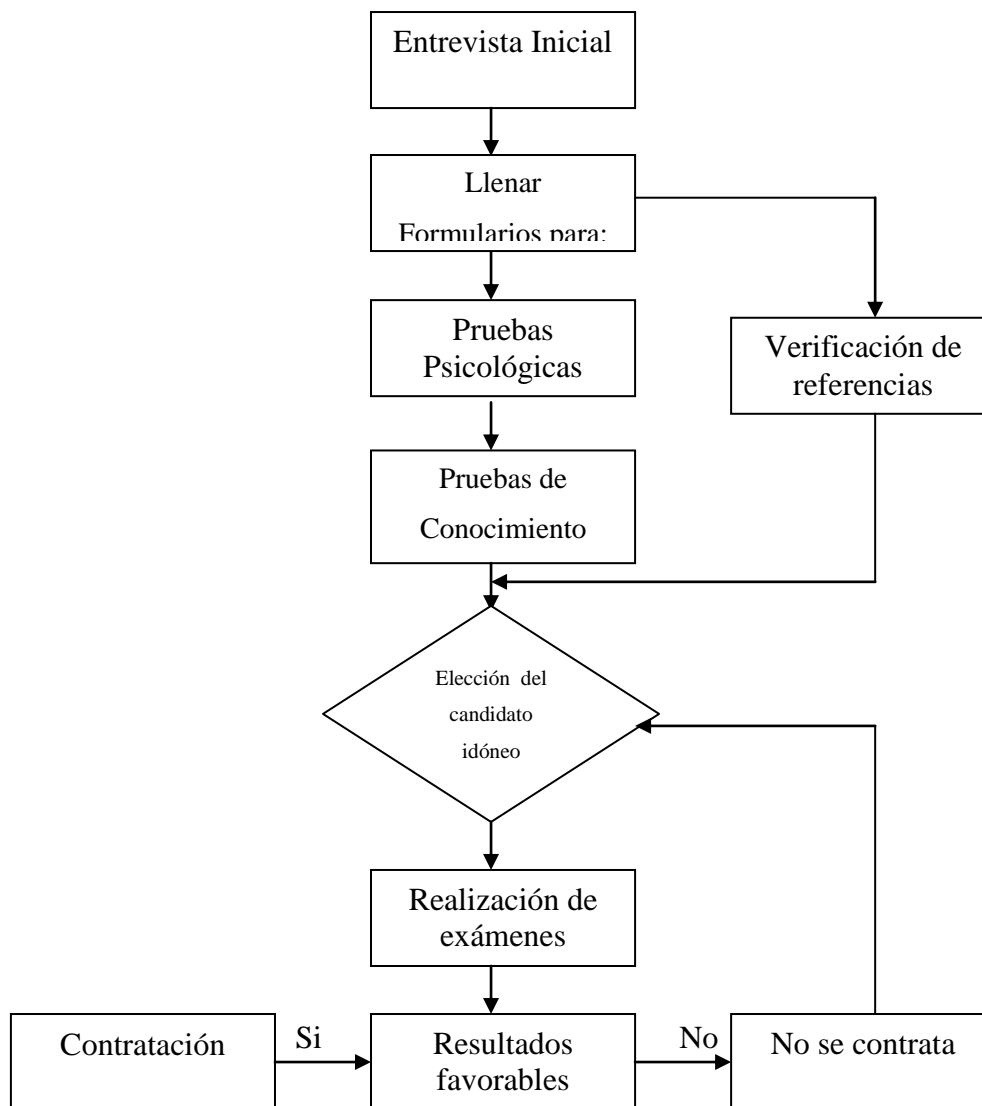 Entrevista Inicial
Llenar
Formularios para:
Pruebas
Psicológicas
Verificación de
referencias
Pruebas de
Conocimiento
Elección del
candidato
idóneo
Realización de
exámenes
Contratación
Si
Resultados
favorables
No
No se contrata